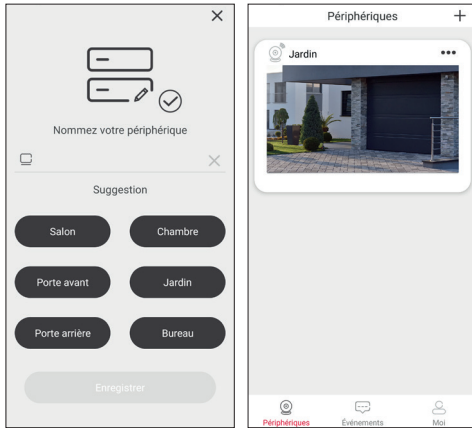 Nommez votre périphérique
Suggestion
Salon
Chambre
Porte avant
Jardin
Porte arrière
Bureau
Enregistrer
Périphériques
Jardin
Périphériques
Événements
Moi